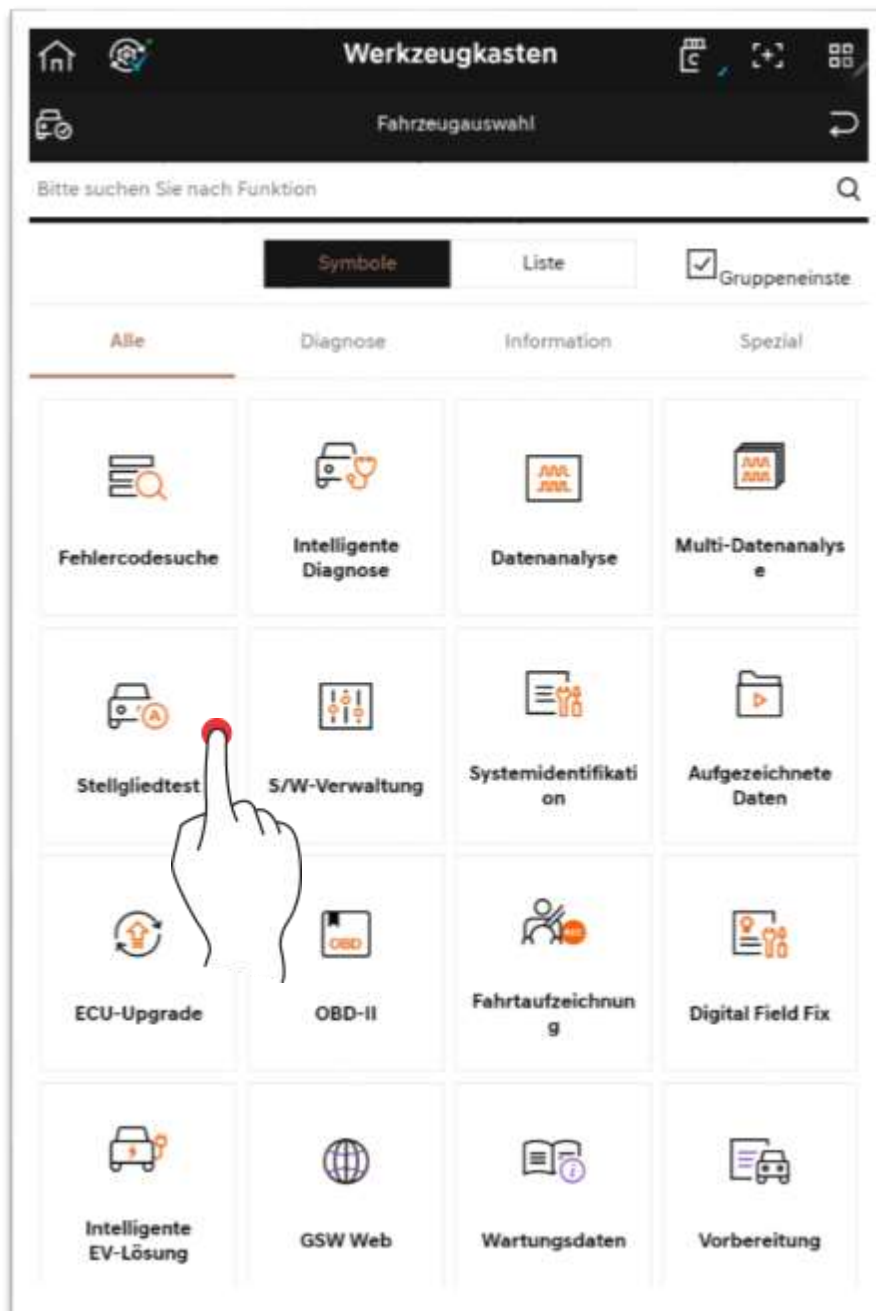 Werkzeugkasten
C
Fahrzeugauswahl
Bitte suchen Sie nach Funktion
Symbole
Liste
Gruppeneinste
Alle
Diagnose
Information
Spezial
Fehlercodesuche
Intelligente
Diagnose
Datenanalyse
Multi-Datenanalys
e
A
Stellgliedtest
S/W-Verwaltung
Systemidentifikati
on
Aufgezeichnete
Daten
ECU-Upgrade
OBD
OBD-II
Fahrtaufzeichnun
g
Digital Field Fix
Intelligente
EV-Lösung
GSW Web
i
Wartungsdaten
Vorbereitung